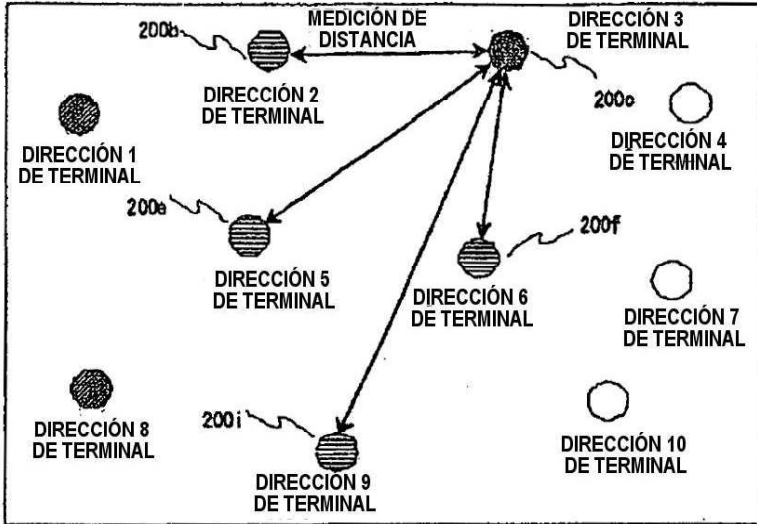 200b
MEDICIÓN DE
DISTANCIA
DIRECCIÓN 3
DE TERMINAL
DIRECCIÓN 2
DE TERMINAL
200c
DIRECCIÓN 1
DE TERMINAL
DIRECCIÓN 4
DE TERMINAL
200e
200f
DIRECCIÓN 5
DE TERMINAL
DIRECCIÓN 6
DE TERMINAL
DIRECCIÓN 7
DE TERMINAL
DIRECCIÓN 8
DE TERMINAL
200i
DIRECCIÓN 9
DE TERMINAL
DIRECCIÓN 10
DE TERMINAL